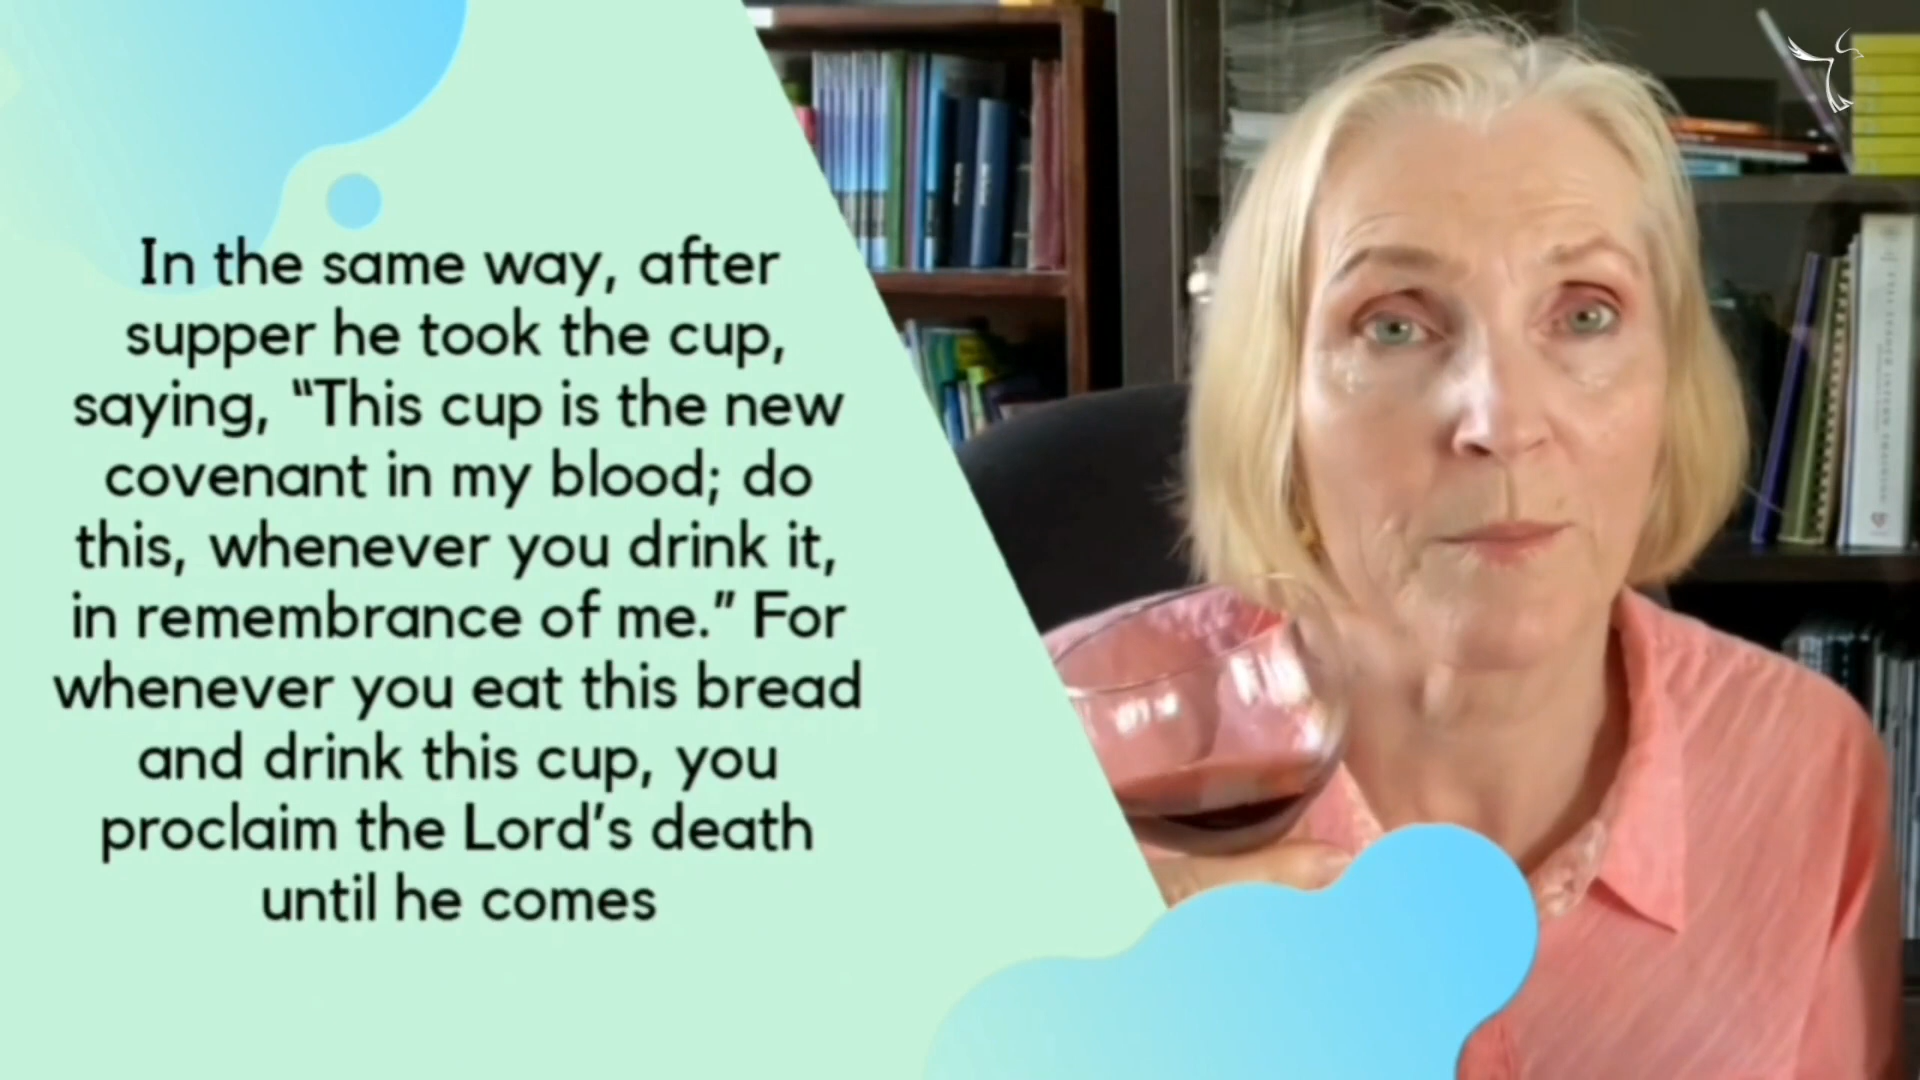 In the same way, after
supper he took the cup,
saying, “This cup is the new
covenant in my blood; do
this, whenever you drink it,
in remembrance of me.” For
whenever you eat this bread
and drink this cup, you
proclaim the Lord’s death
until he comes